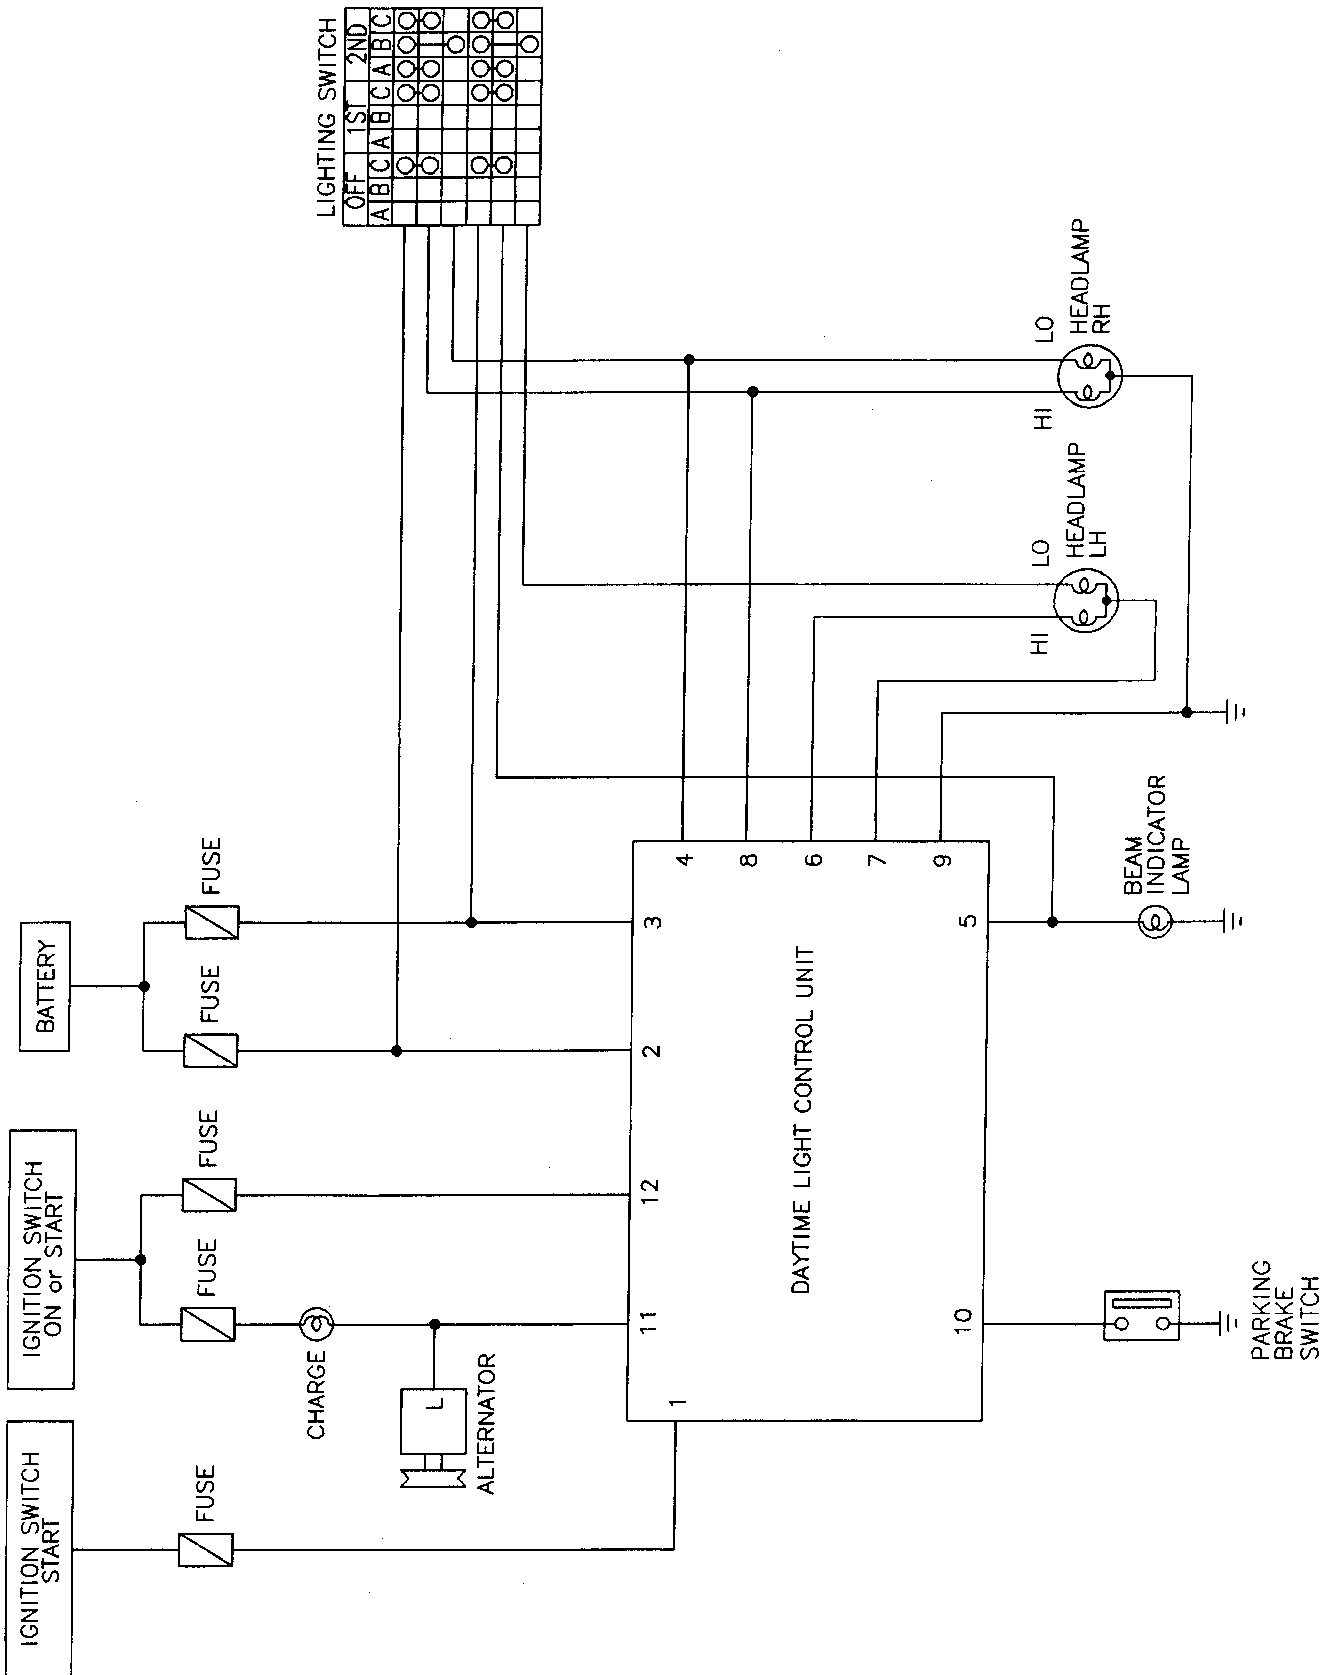 IGNITION SWITCH
START
IGNITION SWITCH
ON or START
BATTERY
FUSE
FUSE
FUSE
FUSE
FUSE
CHARGE
L
ALTERNATOR
LIGHTING SWITCH
OFF 1ST 2ND
A B C A B C A B C
1
11
12
2
3
DAYTIME LIGHT CONTROL UNIT
10
5
4
8
6
7
9
HI
LO
HEADLAMP
LH
HI
LO
HEADLAMP
RH
PARKING
BRAKE
SWITCH
BEAM
INDICATOR
LAMP